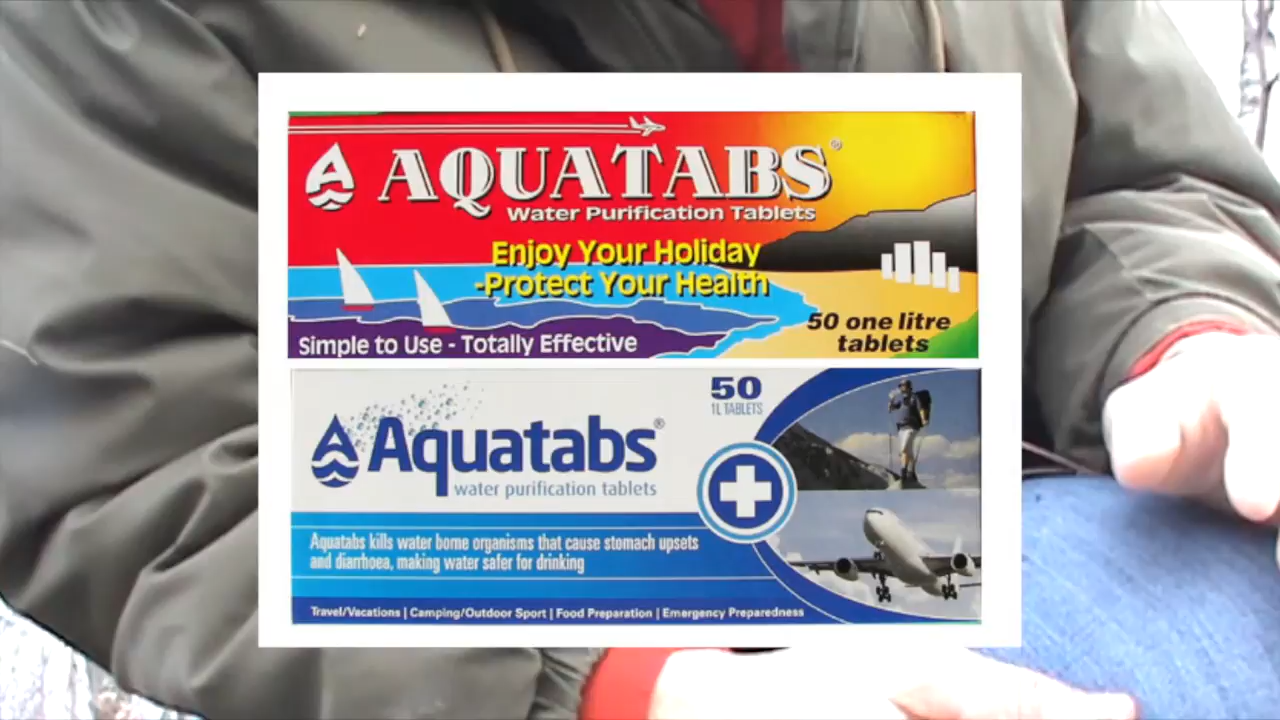 AQUATABS®
Water Purification Tablets
Enjoy Your Holiday
-Protect Your Health
50 one litre
tablets
Simple to Use - Totally Effective
50
1L TABLETS
Aquatabs®
water purification tablets
Aquatabs kills water borne organisms that cause stomach upsets
and diarrhoea, making water safer for drinking
Travel/Vacations | Camping/Outdoor Sport | Food Preparation | Emergency Preparedness